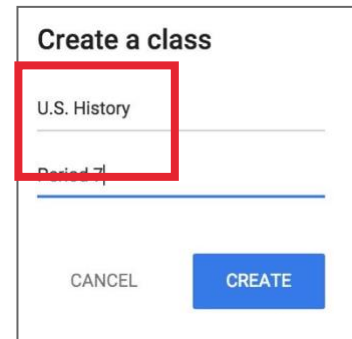 Create a class
U.S. History
Period 7
CANCEL
CREATE